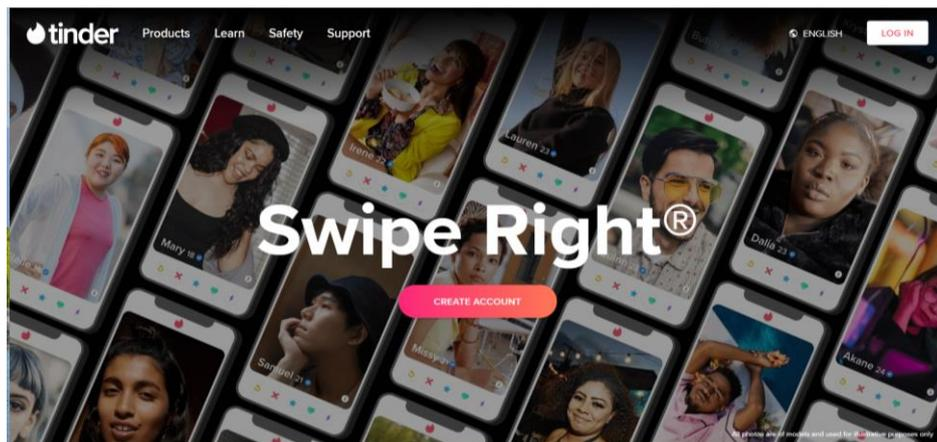 tinder
Products Learn Safety Support
ENGLISH
LOG IN
Irene 22
Lauren 23
Mary 18
Dalia 23
Swipe Right®
CREATE ACCOUNT
Samuel 21
Missy 21
Akane 24
All photos are of models and used for illustrative purposes only